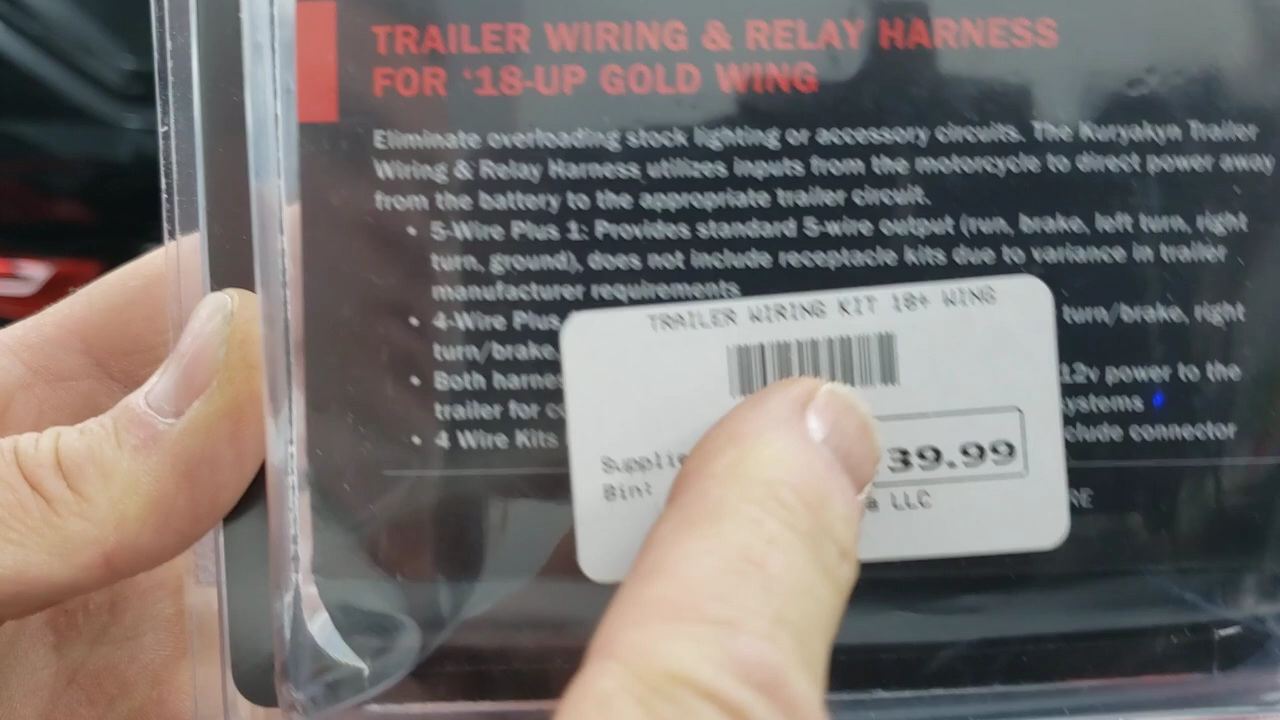 TRAILER WIRING & RELAY HARNESS
FOR ‘18-UP GOLD WING
Eliminate overloading stock lighting or accessory circuits. The Kuryakyn Trailer
Wiring & Relay Harness utilizes inputs from the motorcycle to direct power away
from the battery to the appropriate trailer circuit.
• 5-Wire Plus 1: Provides standard 5-wire output (run, brake, left turn, right
turn, ground), does not include receptacle kits due to variance in trailer
manufacturer requirements
• 4-Wire Plus turn/brake, right
turn/brake,
• Both 12v power to the
trailer for
• 4 Wire Kits connector
TRAILER WIRING KIT 18+ WING
39.99
Bin:
LLC